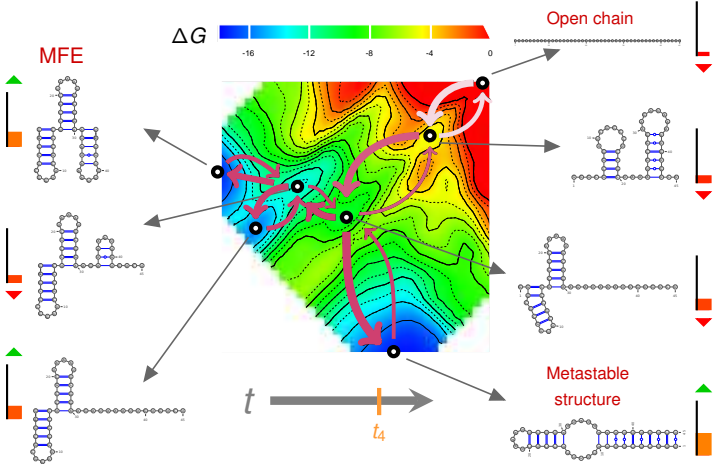 ΔG
-16 -12 -8 -4 0
Open chain
MFE
Metastable
structure
t
t4